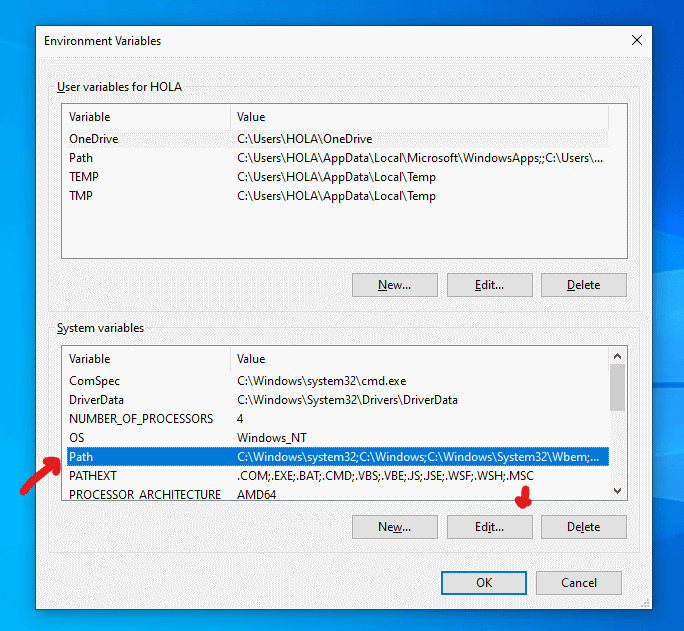 Environment Variables
User variables for HOLA
Variable Value
OneDrive C:\Users\HOLA\OneDrive
Path C:\Users\HOLA\AppData\Local\Microsoft\WindowsApps;;C:\Users\...
TEMP C:\Users\HOLA\AppData\Local\Temp
TMP C:\Users\HOLA\AppData\Local\Temp
New... Edit... Delete
System variables
Variable Value
ComSpec C:\Windows\system32\cmd.exe
DriverData C:\Windows\System32\Drivers\DriverData
NUMBER_OF_PROCESSORS 4
OS Windows_NT
Path C:\Windows\system32;C:\Windows;C:\Windows\System32\Wbem;...
PATHEXT .COM;.EXE;.BAT;.CMD;.VBS;.VBE;.JS;.JSE;.WSF;.WSH;.MSC
PROCESSOR_ARCHITECTURE AMD64
New... Edit... Delete
OK Cancel